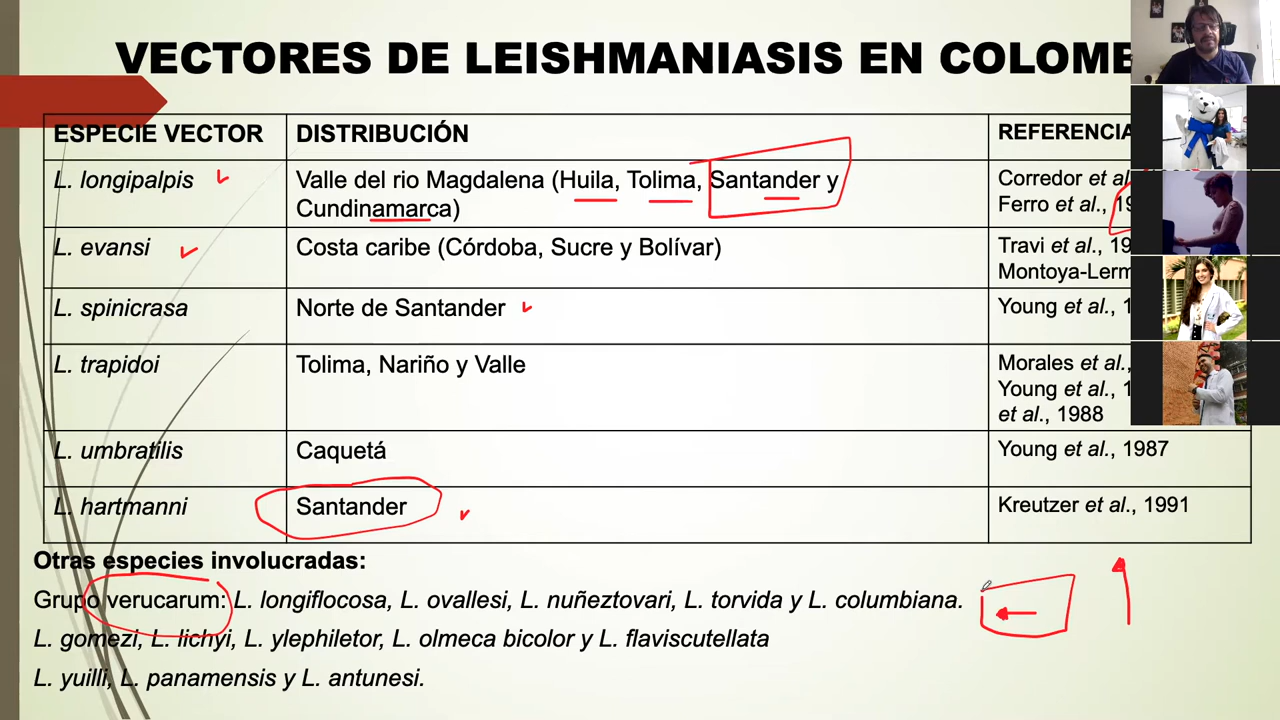 VECTORES DE LEISHMANIASIS EN COLOMB
ESPECIE VECTOR DISTRIBUCIÓN REFERENCIA
L. longipalpis Valle del rio Magdalena (Huila, Tolima, Santander y Corredor et al
Cundinamarca) Ferro et al., 19
L. evansi Costa caribe (Córdoba, Sucre y Bolívar) Travi et al., 19
Montoya-Lerm
L. spinicrasa Norte de Santander Young et al., 1
L. trapidoi Tolima, Nariño y Valle Morales et al.,
Young et al., 1
et al., 1988
L. umbratilis Caquetá Young et al., 1987
L. hartmanni Santander Kreutzer et al., 1991
Otras especies involucradas:
Grupo verucarum: L. longiflocosa, L. ovallesi, L. nuñeztovari, L. torvida y L. columbiana.
L. gomezi, L. lichyi, L. ylephiletor, L. olmeca bicolor y L. flaviscutellata
L. yuilli, L. panamensis y L. antunesi.